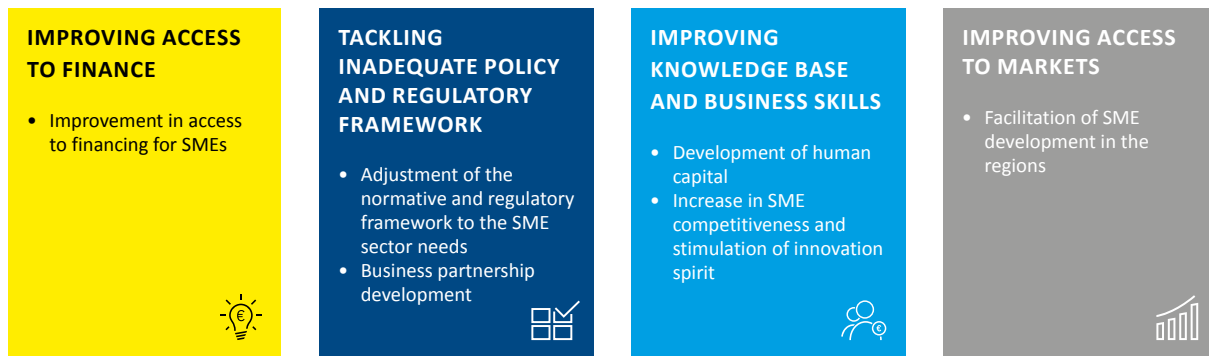 IMPROVING ACCESS
TO FINANCE
• Improvement in access
to financing for SMEs
€
TACKLING
INADEQUATE POLICY
AND REGULATORY
FRAMEWORK
• Adjustment of the
normative and regulatory
framework to the SME
sector needs
• Business partnership
development
IMPROVING
KNOWLEDGE BASE
AND BUSINESS SKILLS
• Development of human
capital
• Increase in SME
competitiveness and
stimulation of innovation
spirit
€
IMPROVING ACCESS
TO MARKETS
• Facilitation of SME
development in the
regions